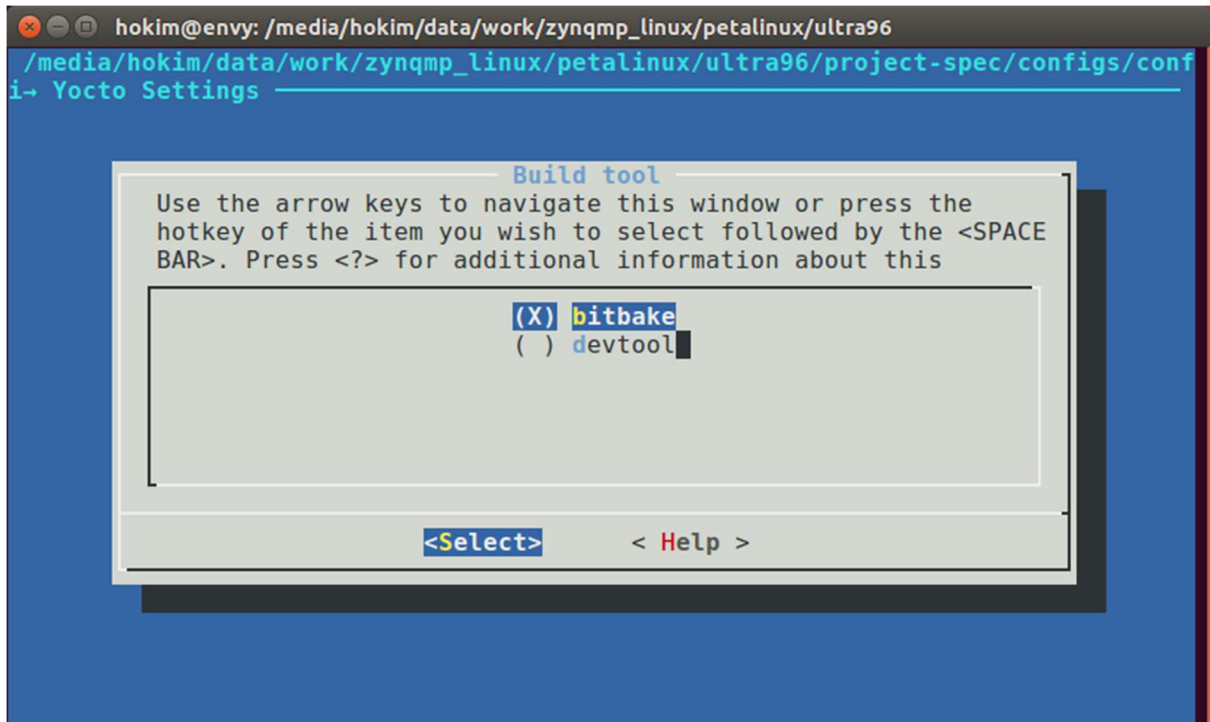 hokim@envy: /media/hokim/data/work/zynqmp_linux/petalinux/ultra96
/media/hokim/data/work/zynqmp_linux/petalinux/ultra96/project-spec/configs/conf
i→ Yocto Settings
Build tool
Use the arrow keys to navigate this window or press the
hotkey of the item you wish to select followed by the <SPACE
BAR>. Press <?> for additional information about this
(X) bitbake
( ) devtool
<Select> < Help >